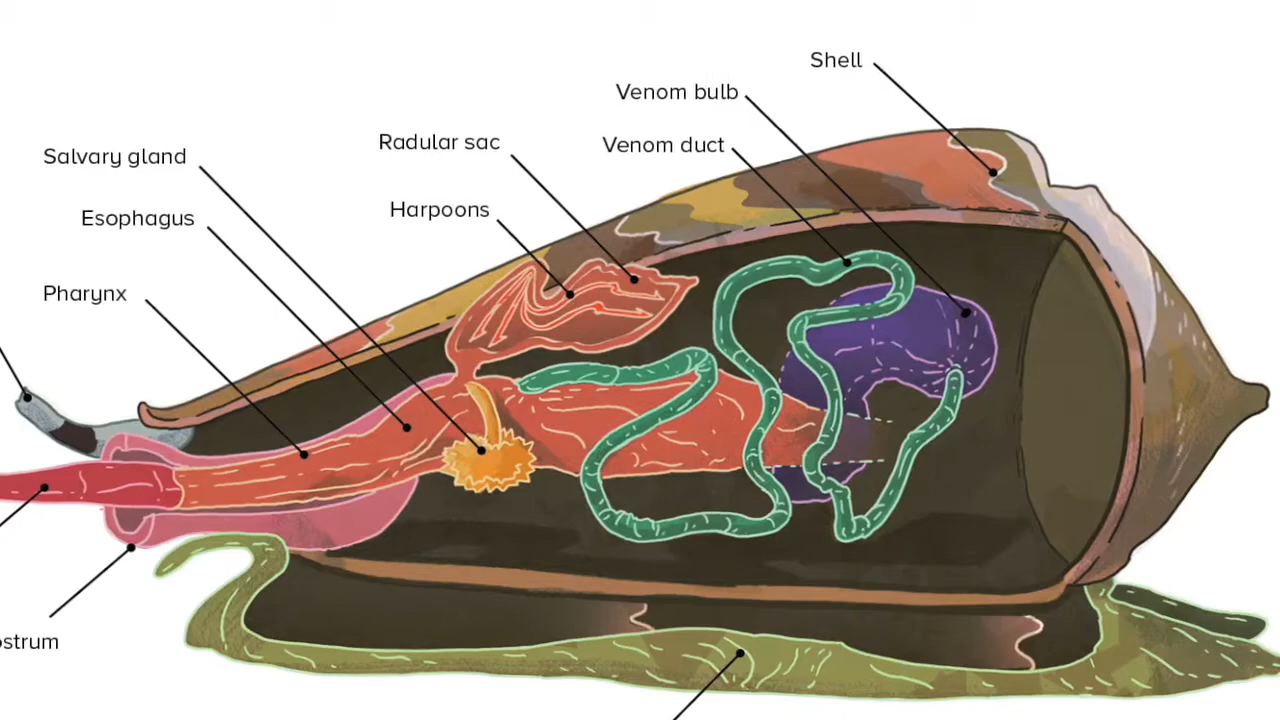 Shell
Venom bulb
Venom duct
Radular sac
Salvary gland
Harpoons
Esophagus
Pharynx
ostrum